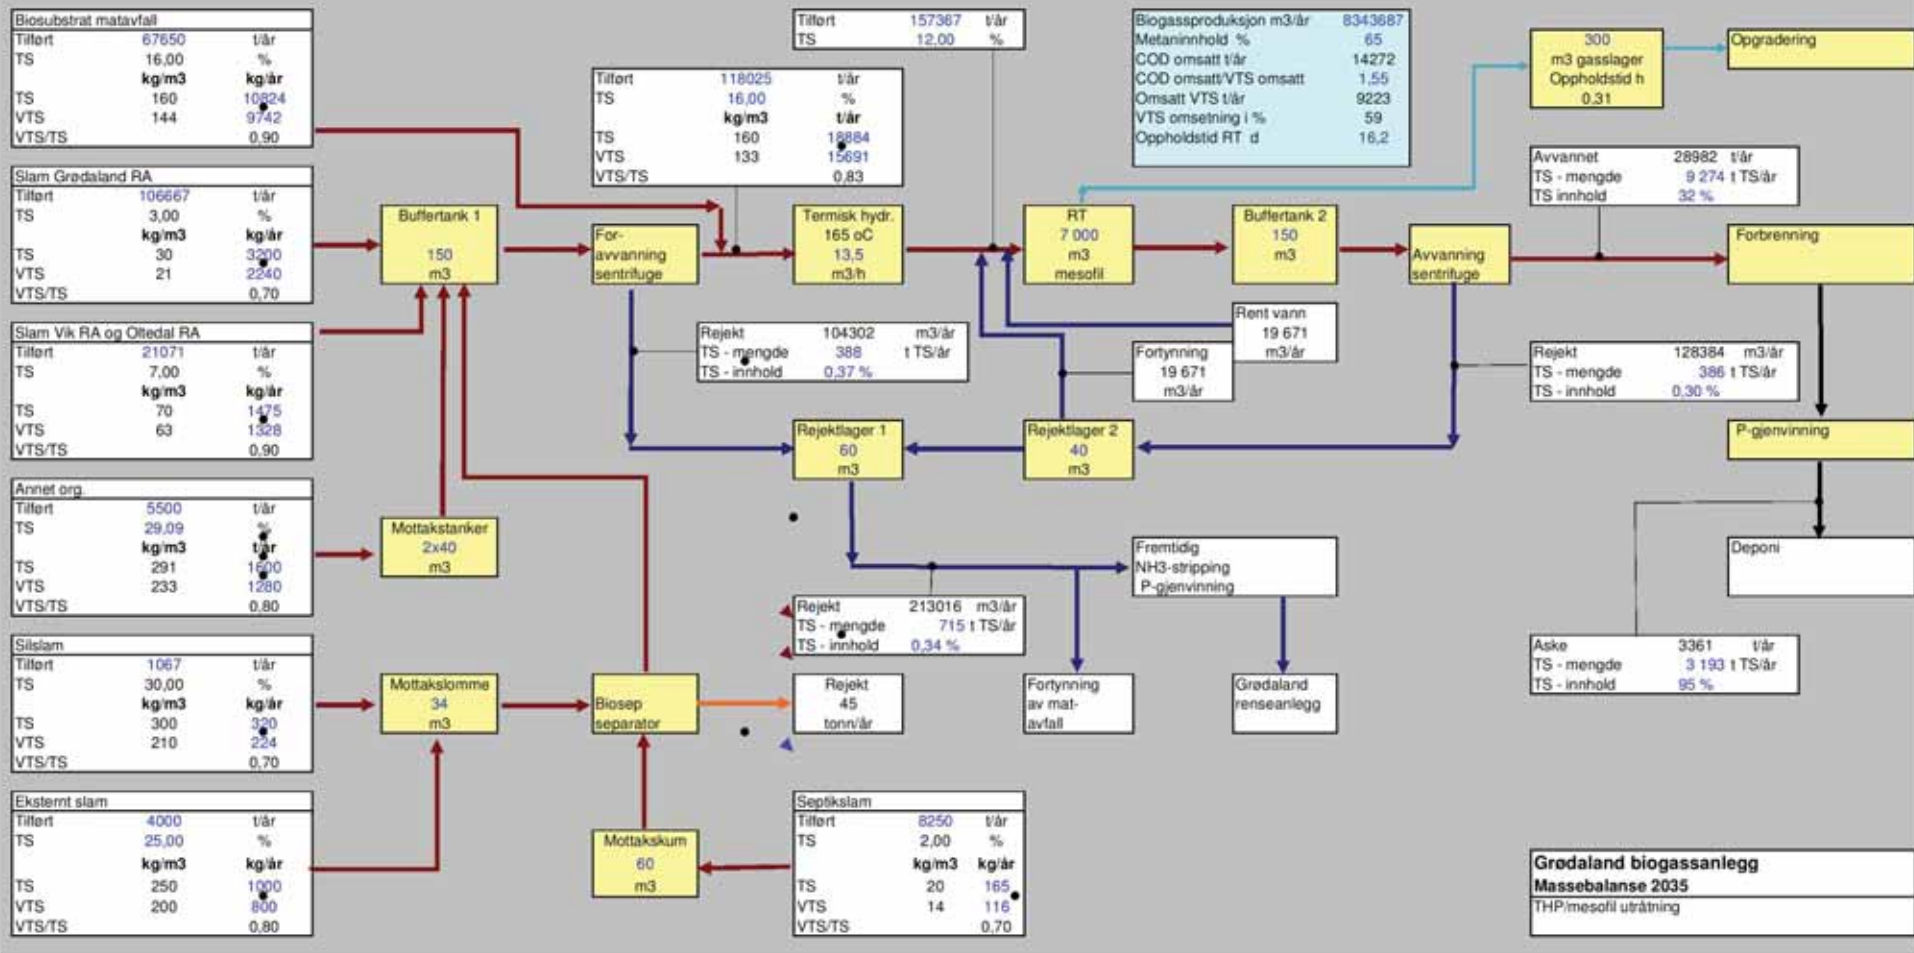 Biosubstrat matavfall
Tilført 67650 t/år
TS 16,00 %
kg/m3 kg/år
TS 160 10824
VTS 144 9742
VTS/TS 0,90
Slam Grødaland RA
Tilført 106667 t/år
TS 3,00 %
kg/m3 kg/år
TS 30 3200
VTS 21 2240
VTS/TS 0,70
Slam Vik RA og Oltedal RA
Tilført 21071 t/år
TS 7,00 %
kg/m3 kg/år
TS 70 1475
VTS 63 1328
VTS/TS 0,90
Annet org.
Tilført 5500 t/år
TS 29,09 %
kg/m3 t/år
TS 291 1600
VTS 233 1280
VTS/TS 0,80
Silslam
Tilført 1067 t/år
TS 30,00 %
kg/m3 kg/år
TS 300 320
VTS 210 224
VTS/TS 0,70
Eksternt slam
Tilført 4000 t/år
TS 25,00 %
kg/m3 kg/år
TS 250 1000
VTS 200 800
VTS/TS 0,80
Buffertank 1
150
m3
Mottakstanker
2x40
m3
Mottakslomme
34
m3
Tilført 118025 t/år
TS 16,00 %
kg/m3 t/år
TS 160 18884
VTS 133 15691
VTS/TS 0,83
For-
avvanning
sentrifuge
Rejekt 104302 m3/år
TS - mengde 388 t TS/år
TS - innhold 0,37 %
Biosep
separator
Mottakskum
60
m3
Tilført 157367 t/år
TS 12,00 %
Termisk hydr.
165 oC
13,5
m3/h
Rejektlager 1
60
m3
Rejekt 213016 m3/år
TS - mengde 715 t TS/år
TS - innhold 0,34 %
Rejekt
45
tonn/år
Septikslam
Tilført 8250 t/år
TS 2,00 %
kg/m3 kg/år
TS 20 165
VTS 14 116
VTS/TS 0,70
Biogassproduksjon m3/år 8343687
Metaninnhold % 65
COD omsatt t/år 14272
COD omsatt/VTS omsatt 1,55
Omsatt VTS t/år 9223
VTS omsetning i % 59
Oppholdstid RT d 16,2
RT
7 000
m3
mesofil
Buffertank 2
150
m3
Rent vann
19 671
m3/år
Fortynning
19 671
m3/år
Rejektlager 2
40
m3
Fremtidig
NH3-stripping
P-gjenvinning
Fortynning
av mat-
avfall
Grødaland
renseanlegg
300
m3 gasslager
Oppholdstid h
0,31
Opgradering
Avvannet 28982 t/år
TS - mengde 9 274 t TS/år
TS innhold 32 %
Avvanning
sentrifuge
Forbrenning
Rejekt 128384 m3/år
TS - mengde 386 t TS/år
TS - innhold 0,30 %
P-gjenvinning
Deponi
Aske 3361 t/år
TS - mengde 3 193 t TS/år
TS - innhold 95 %
Grødaland biogassanlegg
Massebalanse 2035
THP/mesofil utråtning